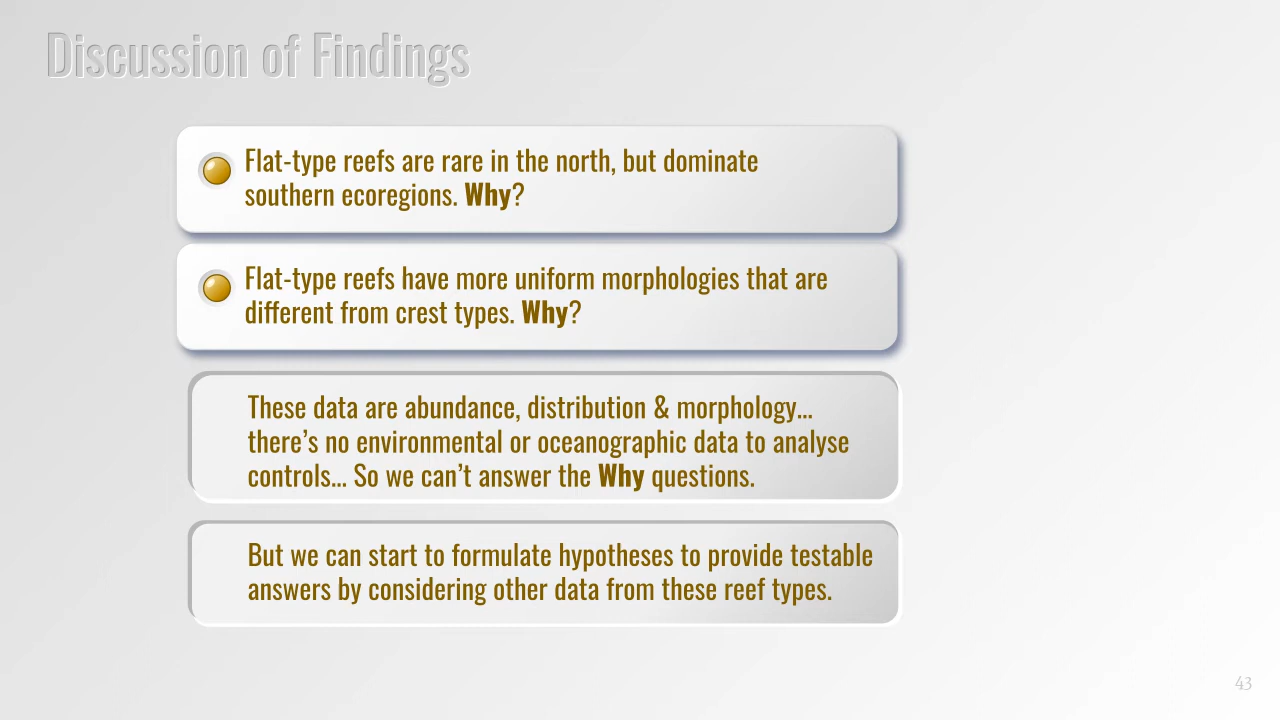 Discussion of Findings
Flat-type reefs are rare in the north, but dominate
southern ecoregions. Why?
Flat-type reefs have more uniform morphologies that are
different from crest types. Why?
These data are abundance, distribution & morphology...
there's no environmental or oceanographic data to analyse
controls... So we can't answer the Why questions.
But we can start to formulate hypotheses to provide testable
answers by considering other data from these reef types.
43